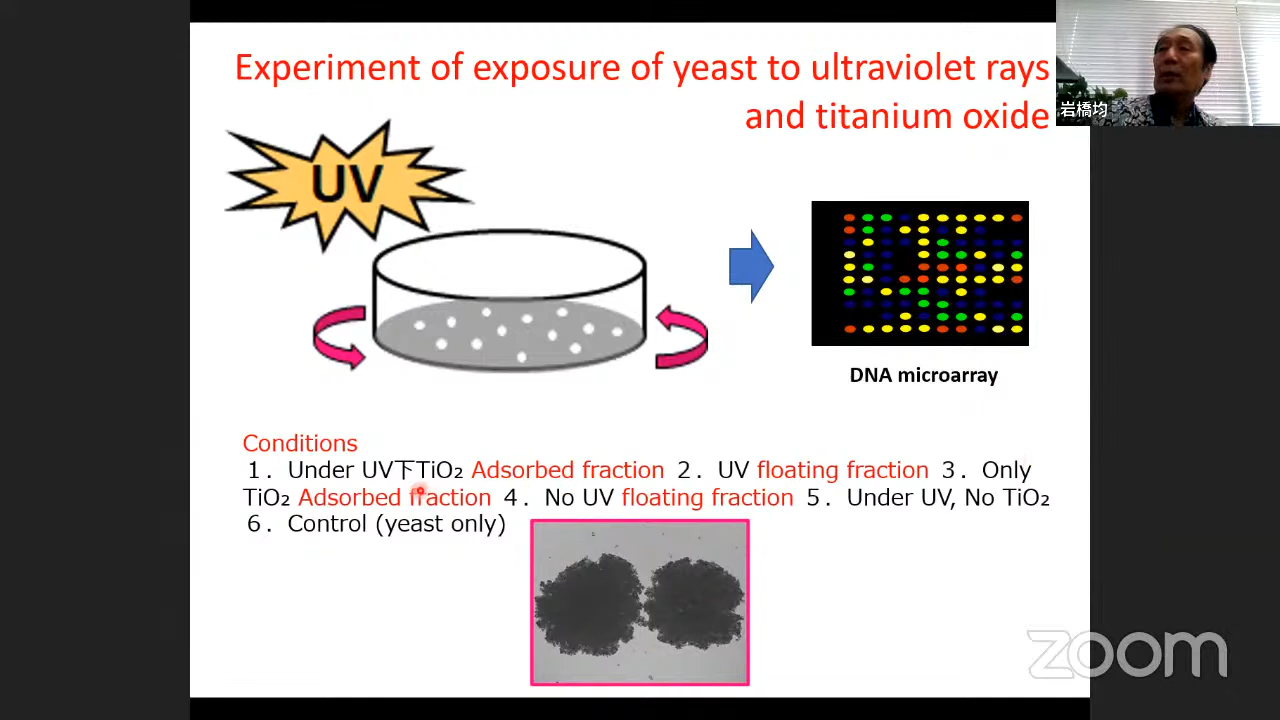 Experiment of exposure of yeast to ultraviolet rays
and titanium oxide
岩橋均
UV
DNA microarray
Conditions
１．Under UV下TiO₂ Adsorbed fraction ２．UV floating fraction ３．Only
TiO₂ Adsorbed fraction ４．No UV floating fraction ５．Under UV, No TiO₂
６．Control (yeast only)
zoom